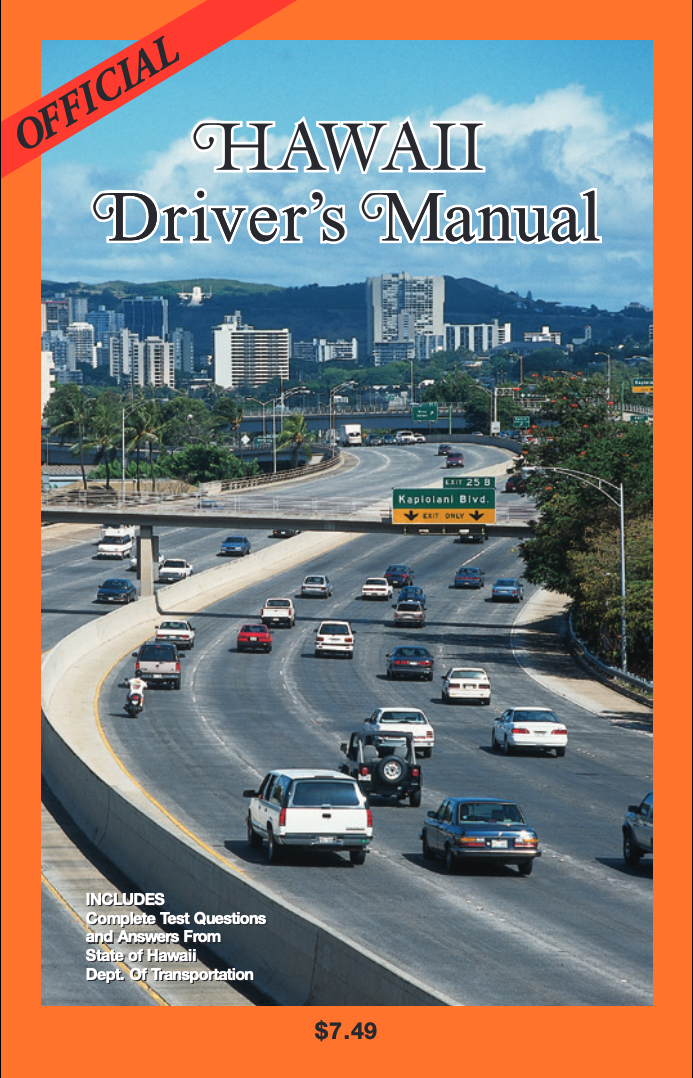 OFFICIAL
HAWAII
Driver's Manual
EXIT 25 B
Kapiolani Blvd.
EXIT ONLY
INCLUDES
Complete Test Questions
and Answers From
State of Hawaii
Dept. Of Transportation
$7.49